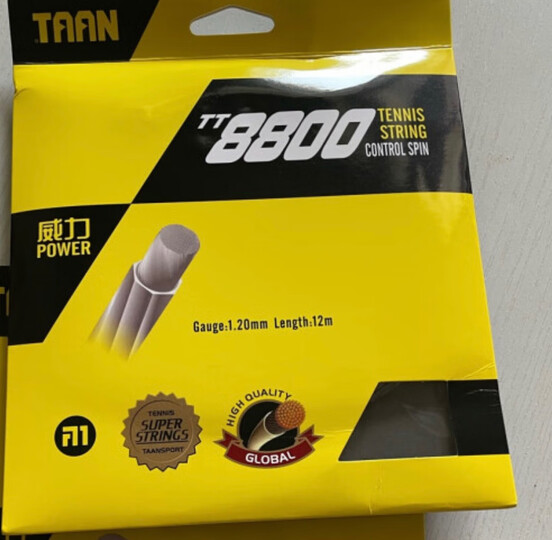 TAAN
TT8800
TENNIS
STRING
CONTROL SPIN
威力
POWER
Gauge:1.20mm Length:12m
TENNIS
SUPER
STRINGS
TAANSPORT
HIGH QUALITY
GLOBAL